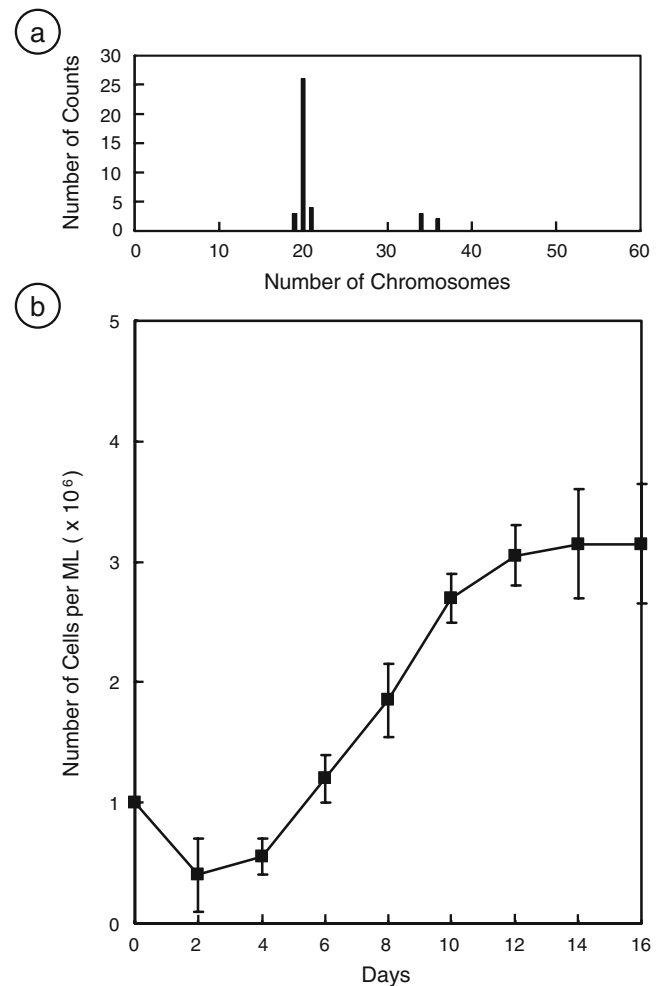 a
Number of Counts
30
25
20
15
10
5
0
0 10 20 30 40 50 60
Number of Chromosomes
b
Number of Cells per ML ( x 10⁶)
5
4
3
2
1
0
0 2 4 6 8 10 12 14 16
Days